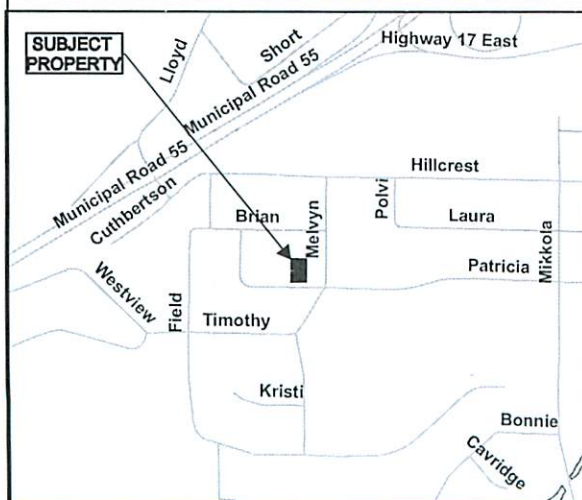 SUBJECT
PROPERTY
Lloyd
Short
Highway 17 East
Municipal Road 55
Municipal Road 55
Cuthbertson
Hillcrest
Brian
Melvyn
Polvi
Laura
Mikkola
Patricia
Westview
Field
Timothy
Kristi
Bonnie
Cavridge